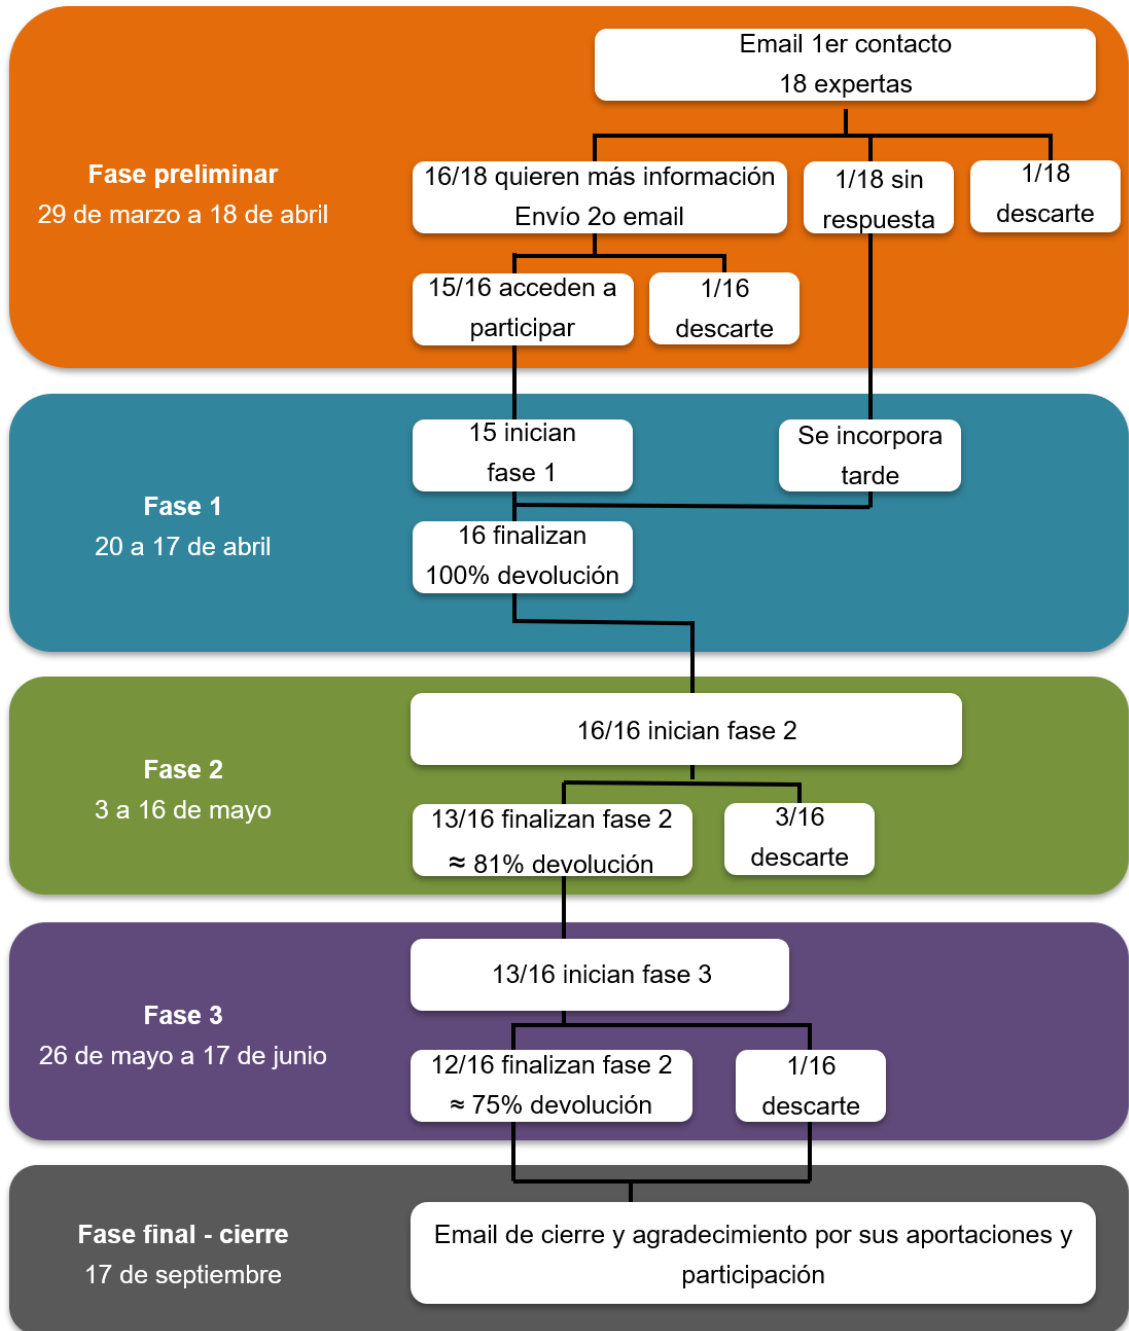 Email 1er contacto
18 expertas
Fase preliminar
29 de marzo a 18 de abril
16/18 quieren más información
Envío 2o email
1/18 sin
respuesta
1/18
descarte
15/16 acceden a
participar
1/16
descarte
Fase 1
20 a 17 de abril
15 inician
fase 1
Se incorpora
tarde
16 finalizan
100% devolución
Fase 2
3 a 16 de mayo
16/16 inician fase 2
13/16 finalizan fase 2
≈ 81% devolución
3/16
descarte
Fase 3
26 de mayo a 17 de junio
13/16 inician fase 3
12/16 finalizan fase 2
≈ 75% devolución
1/16
descarte
Fase final - cierre
17 de septiembre
Email de cierre y agradecimiento por sus aportaciones y
participación